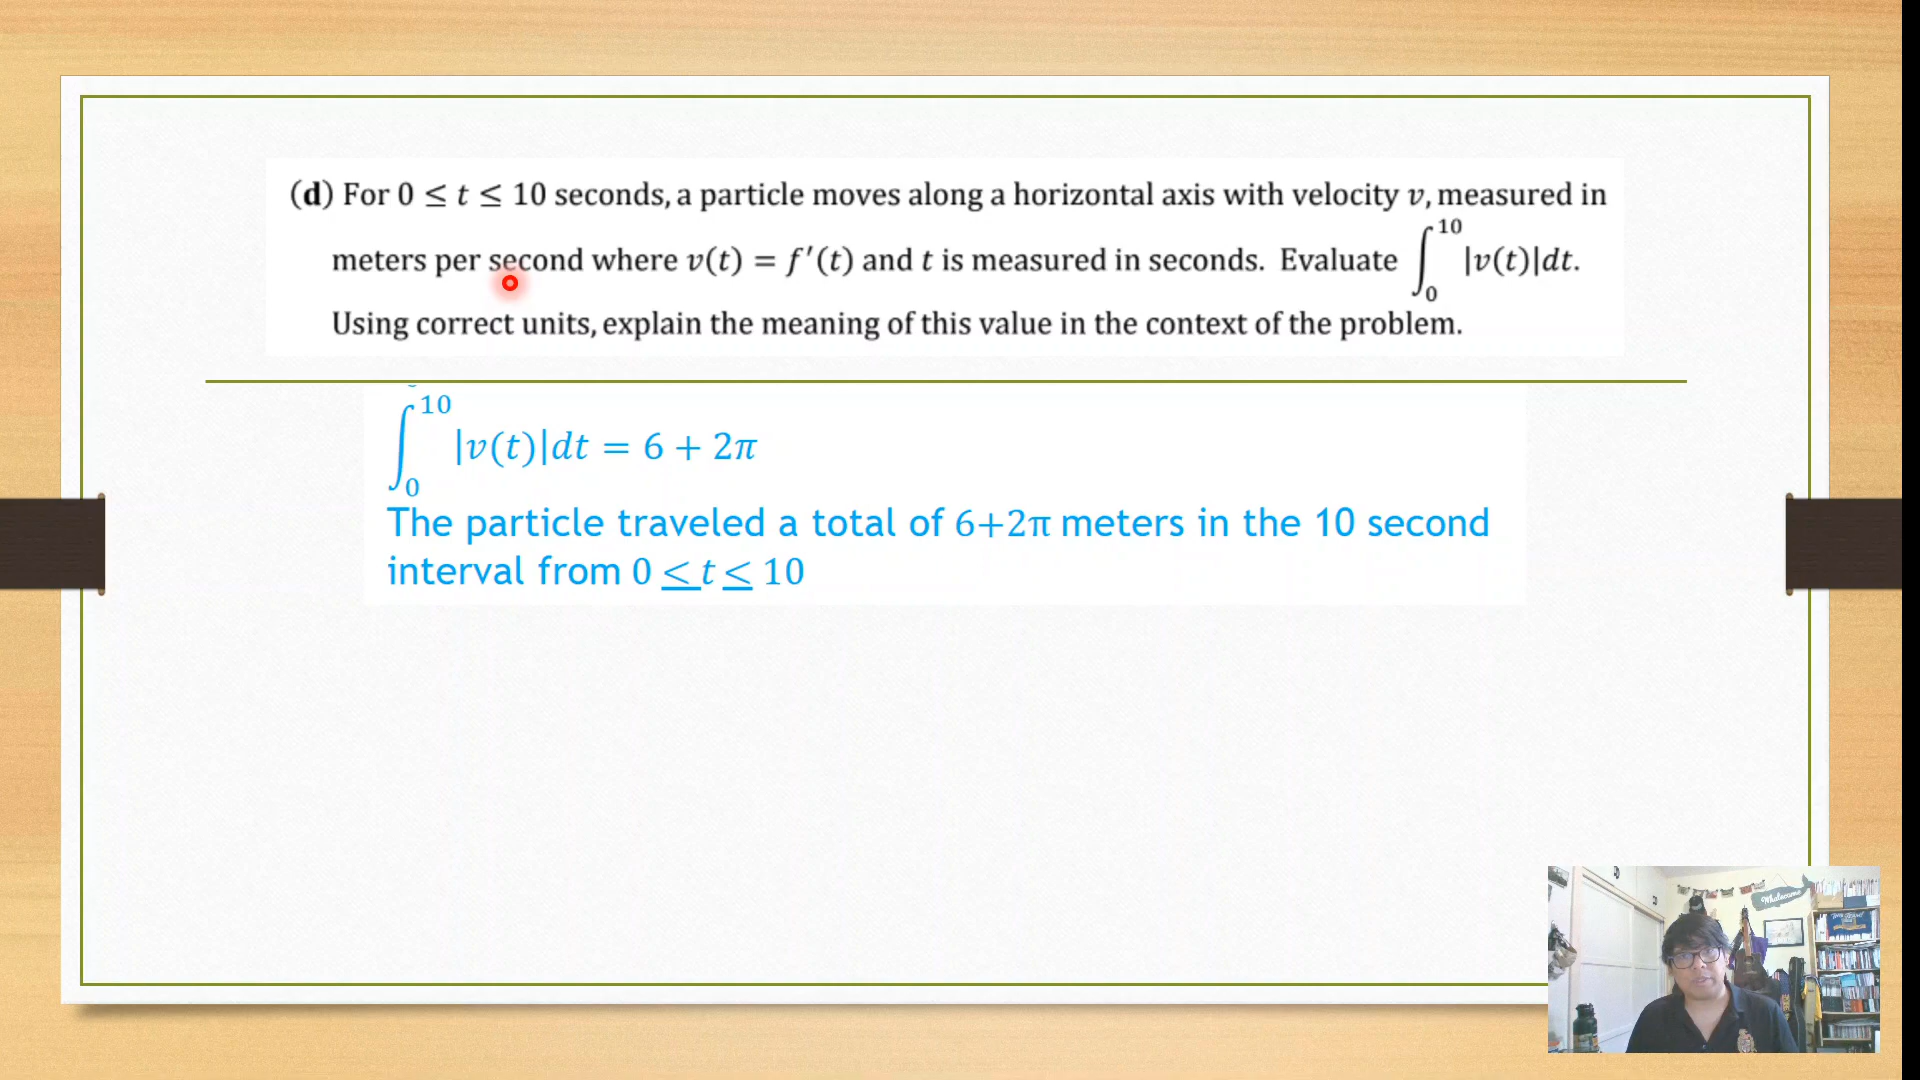 (d) For 0 ≤ t ≤ 10 seconds, a particle moves along a horizontal axis with velocity v, measured in
meters per second where v(t) = f′(t) and t is measured in seconds. Evaluate ∫₀¹⁰ |v(t)|dt.
Using correct units, explain the meaning of this value in the context of the problem.
∫₀¹⁰ |v(t)|dt = 6 + 2π
The particle traveled a total of 6+2π meters in the 10 second
interval from 0 ≤ t ≤ 10
Whalecome